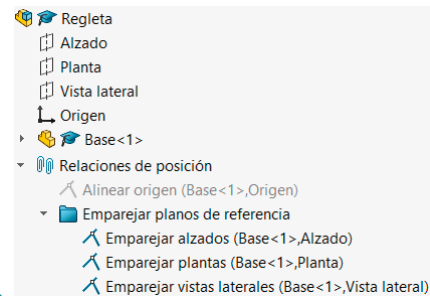 Regleta
Alzado
Planta
Vista lateral
Origen
Base<1>
Relaciones de posición
Alinear origen (Base<1>,Origen)
Emparejar planos de referencia
Emparejar alzados (Base<1>,Alzado)
Emparejar plantas (Base<1>,Planta)
Emparejar vistas laterales (Base<1>,Vista lateral)